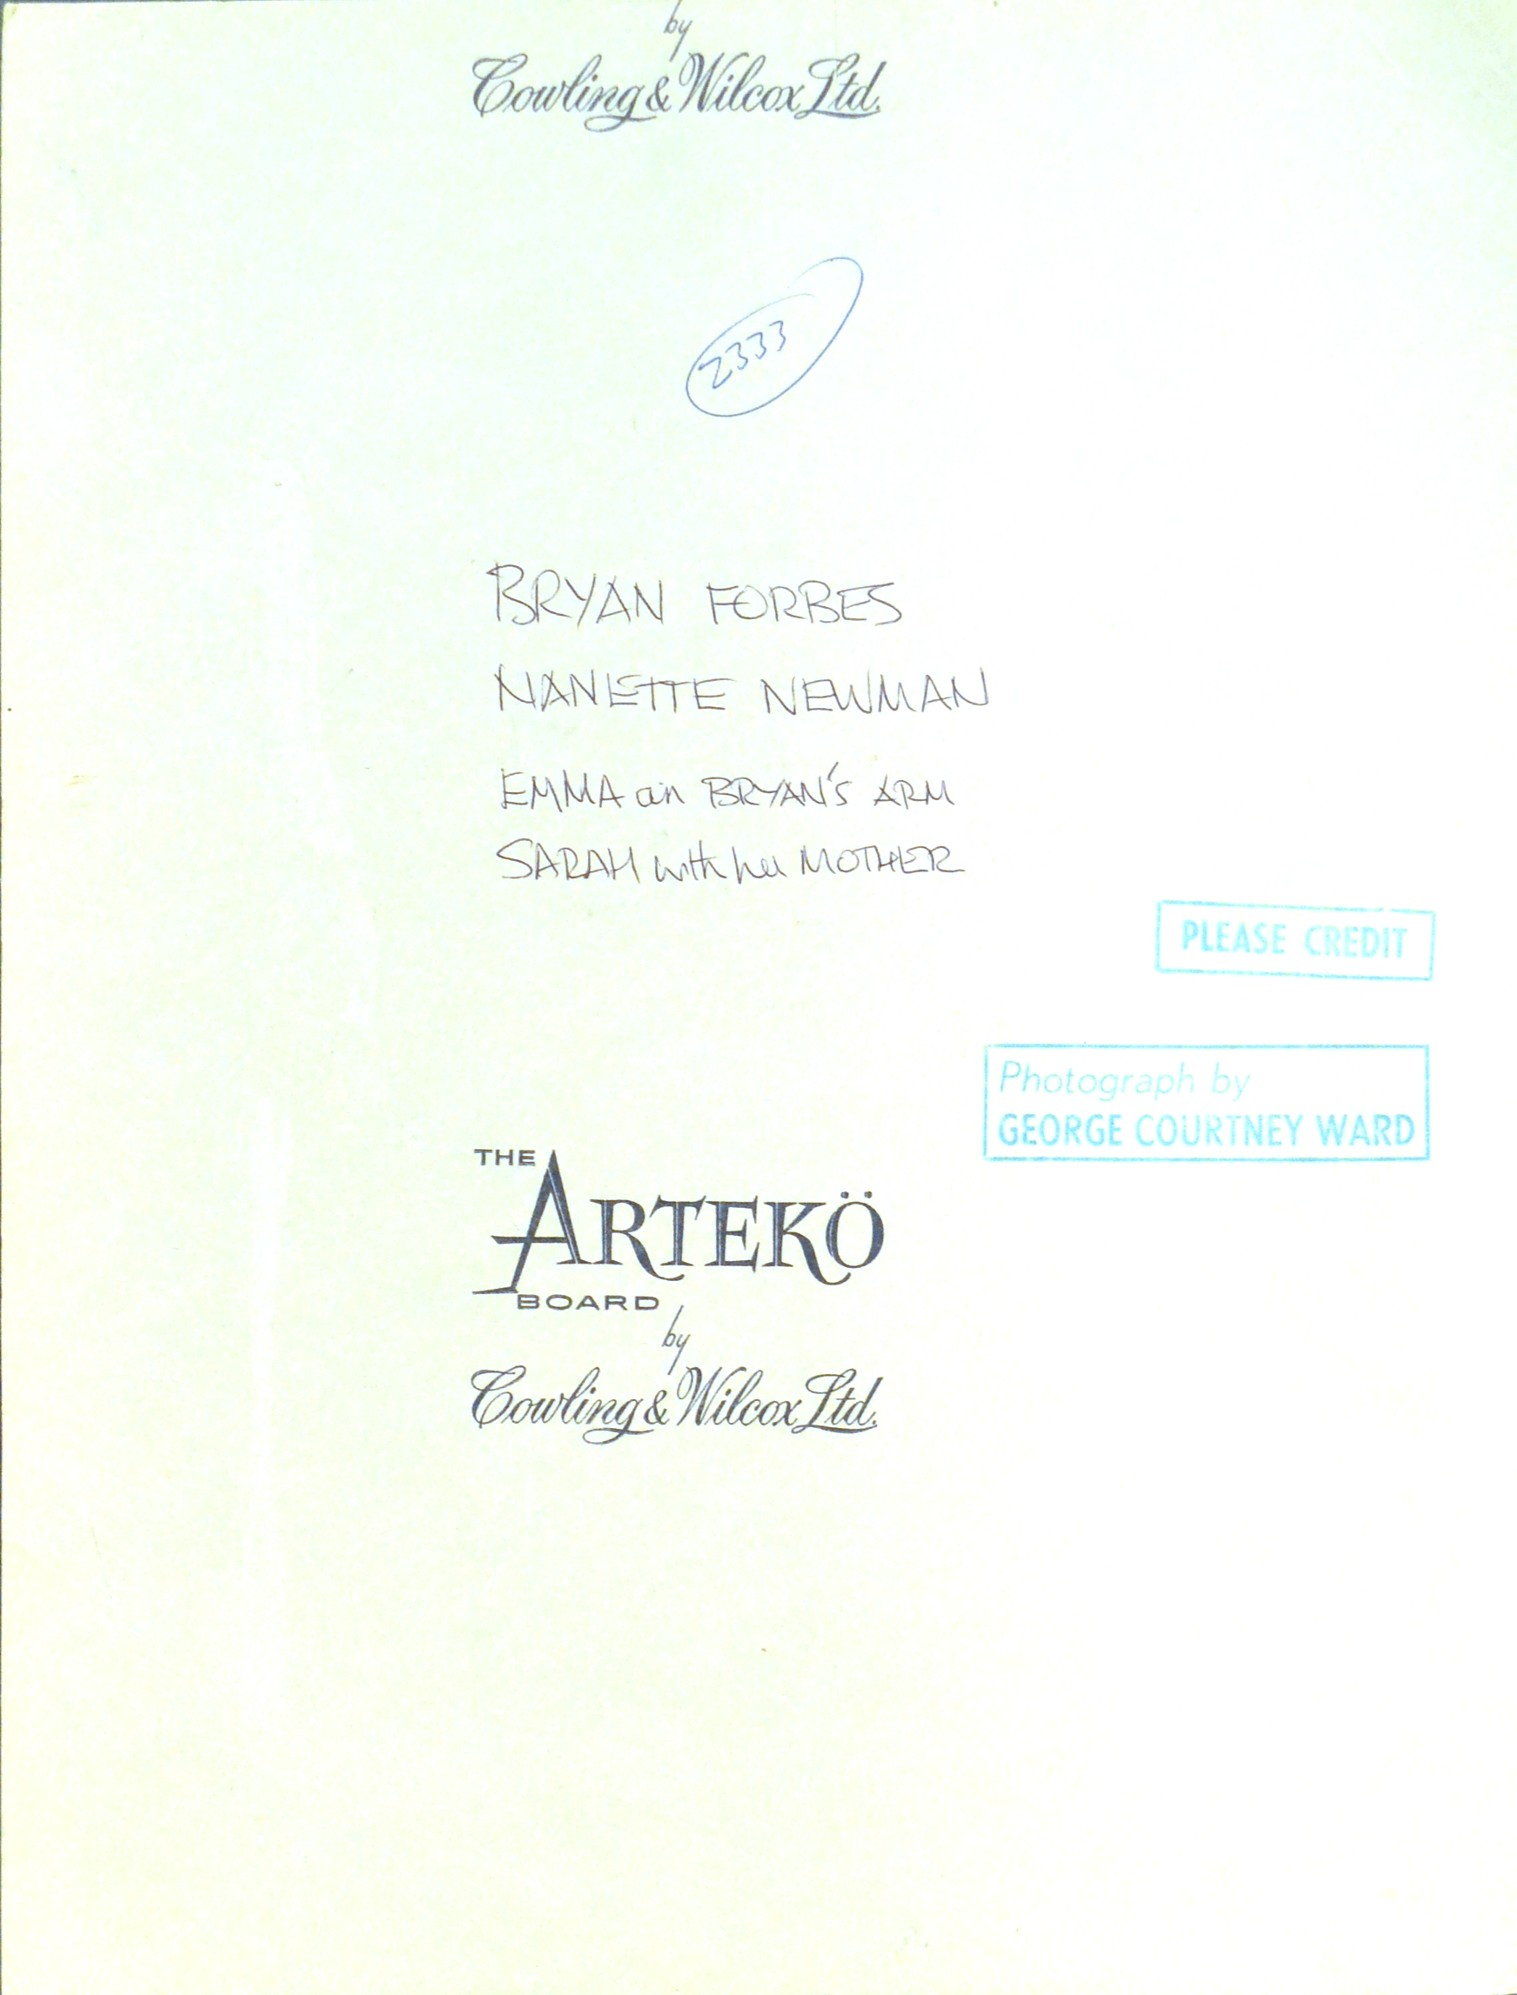 by
Cowling & Wilcox Ltd.
2333
BRYAN FORBES
NANETTE NEWMAN
EMMA on BRYAN'S ARM
SARAH with her MOTHER
PLEASE CREDIT
Photograph by
GEORGE COURTNEY WARD
THE
ARTEKÖ
BOARD
by
Cowling & Wilcox Ltd.